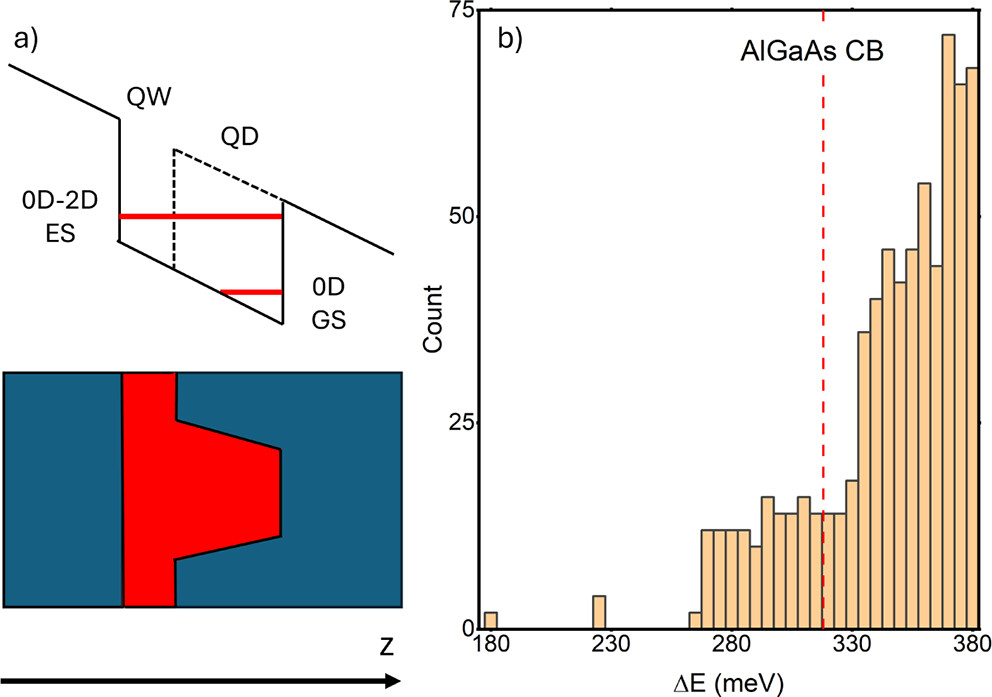 a)
QW
QD
0D-2D
ES
0D
GS
z
b)
AlGaAs CB
75
50
25
0
Count
180
230
280
330
380
ΔE (meV)